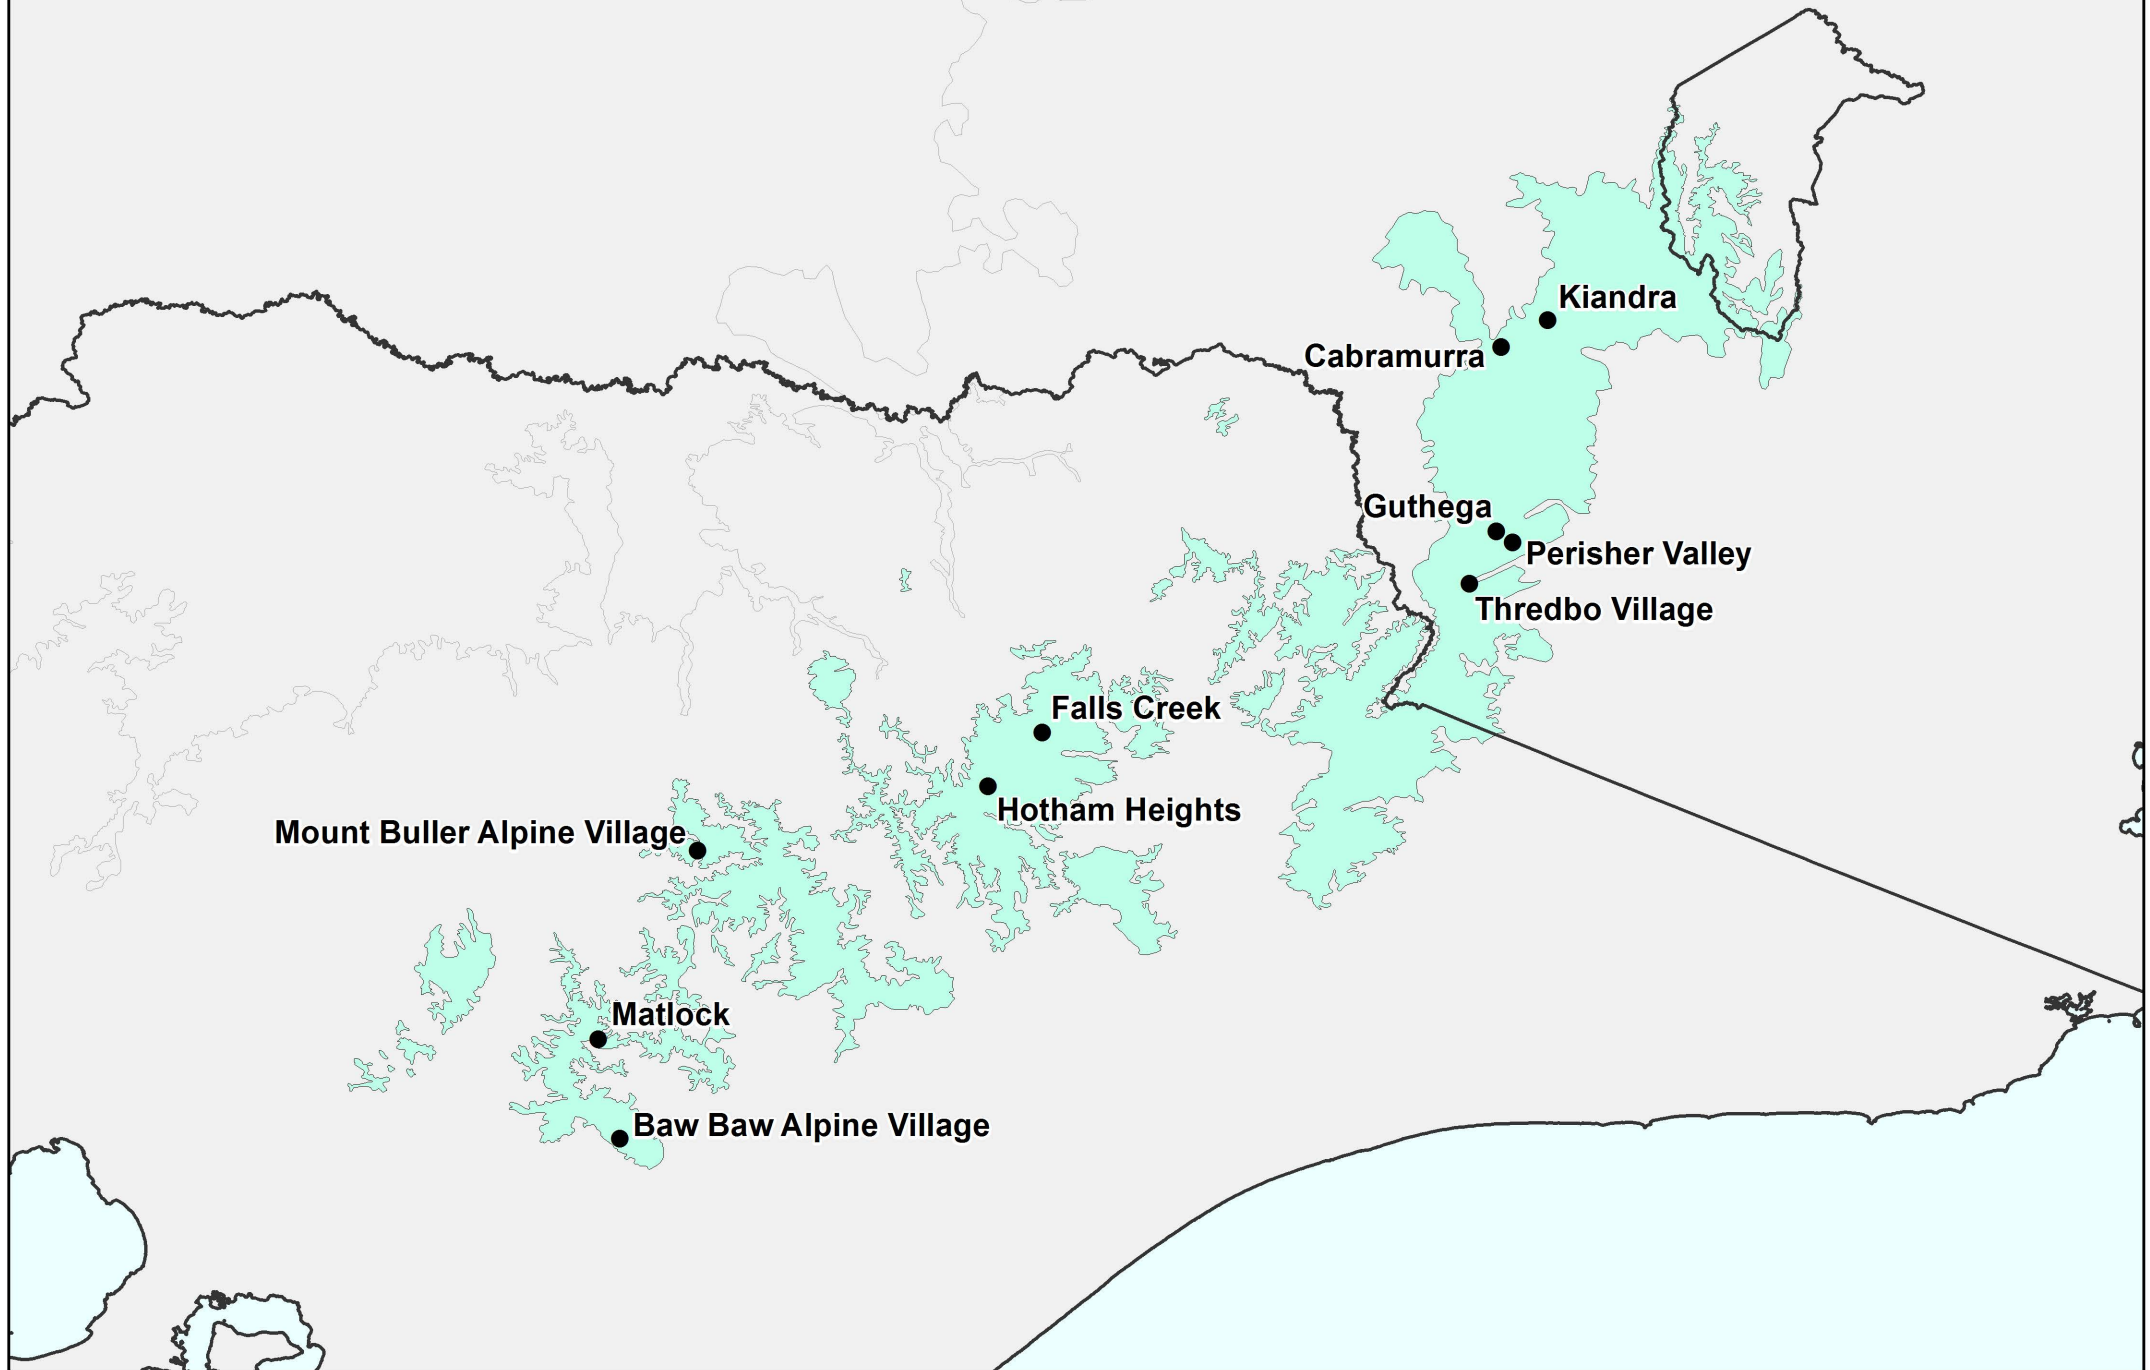 Kiandra
Cabramurra
Guthega
Perisher Valley
Thredbo Village
Falls Creek
Hotham Heights
Mount Buller Alpine Village
Matlock
Baw Baw Alpine Village